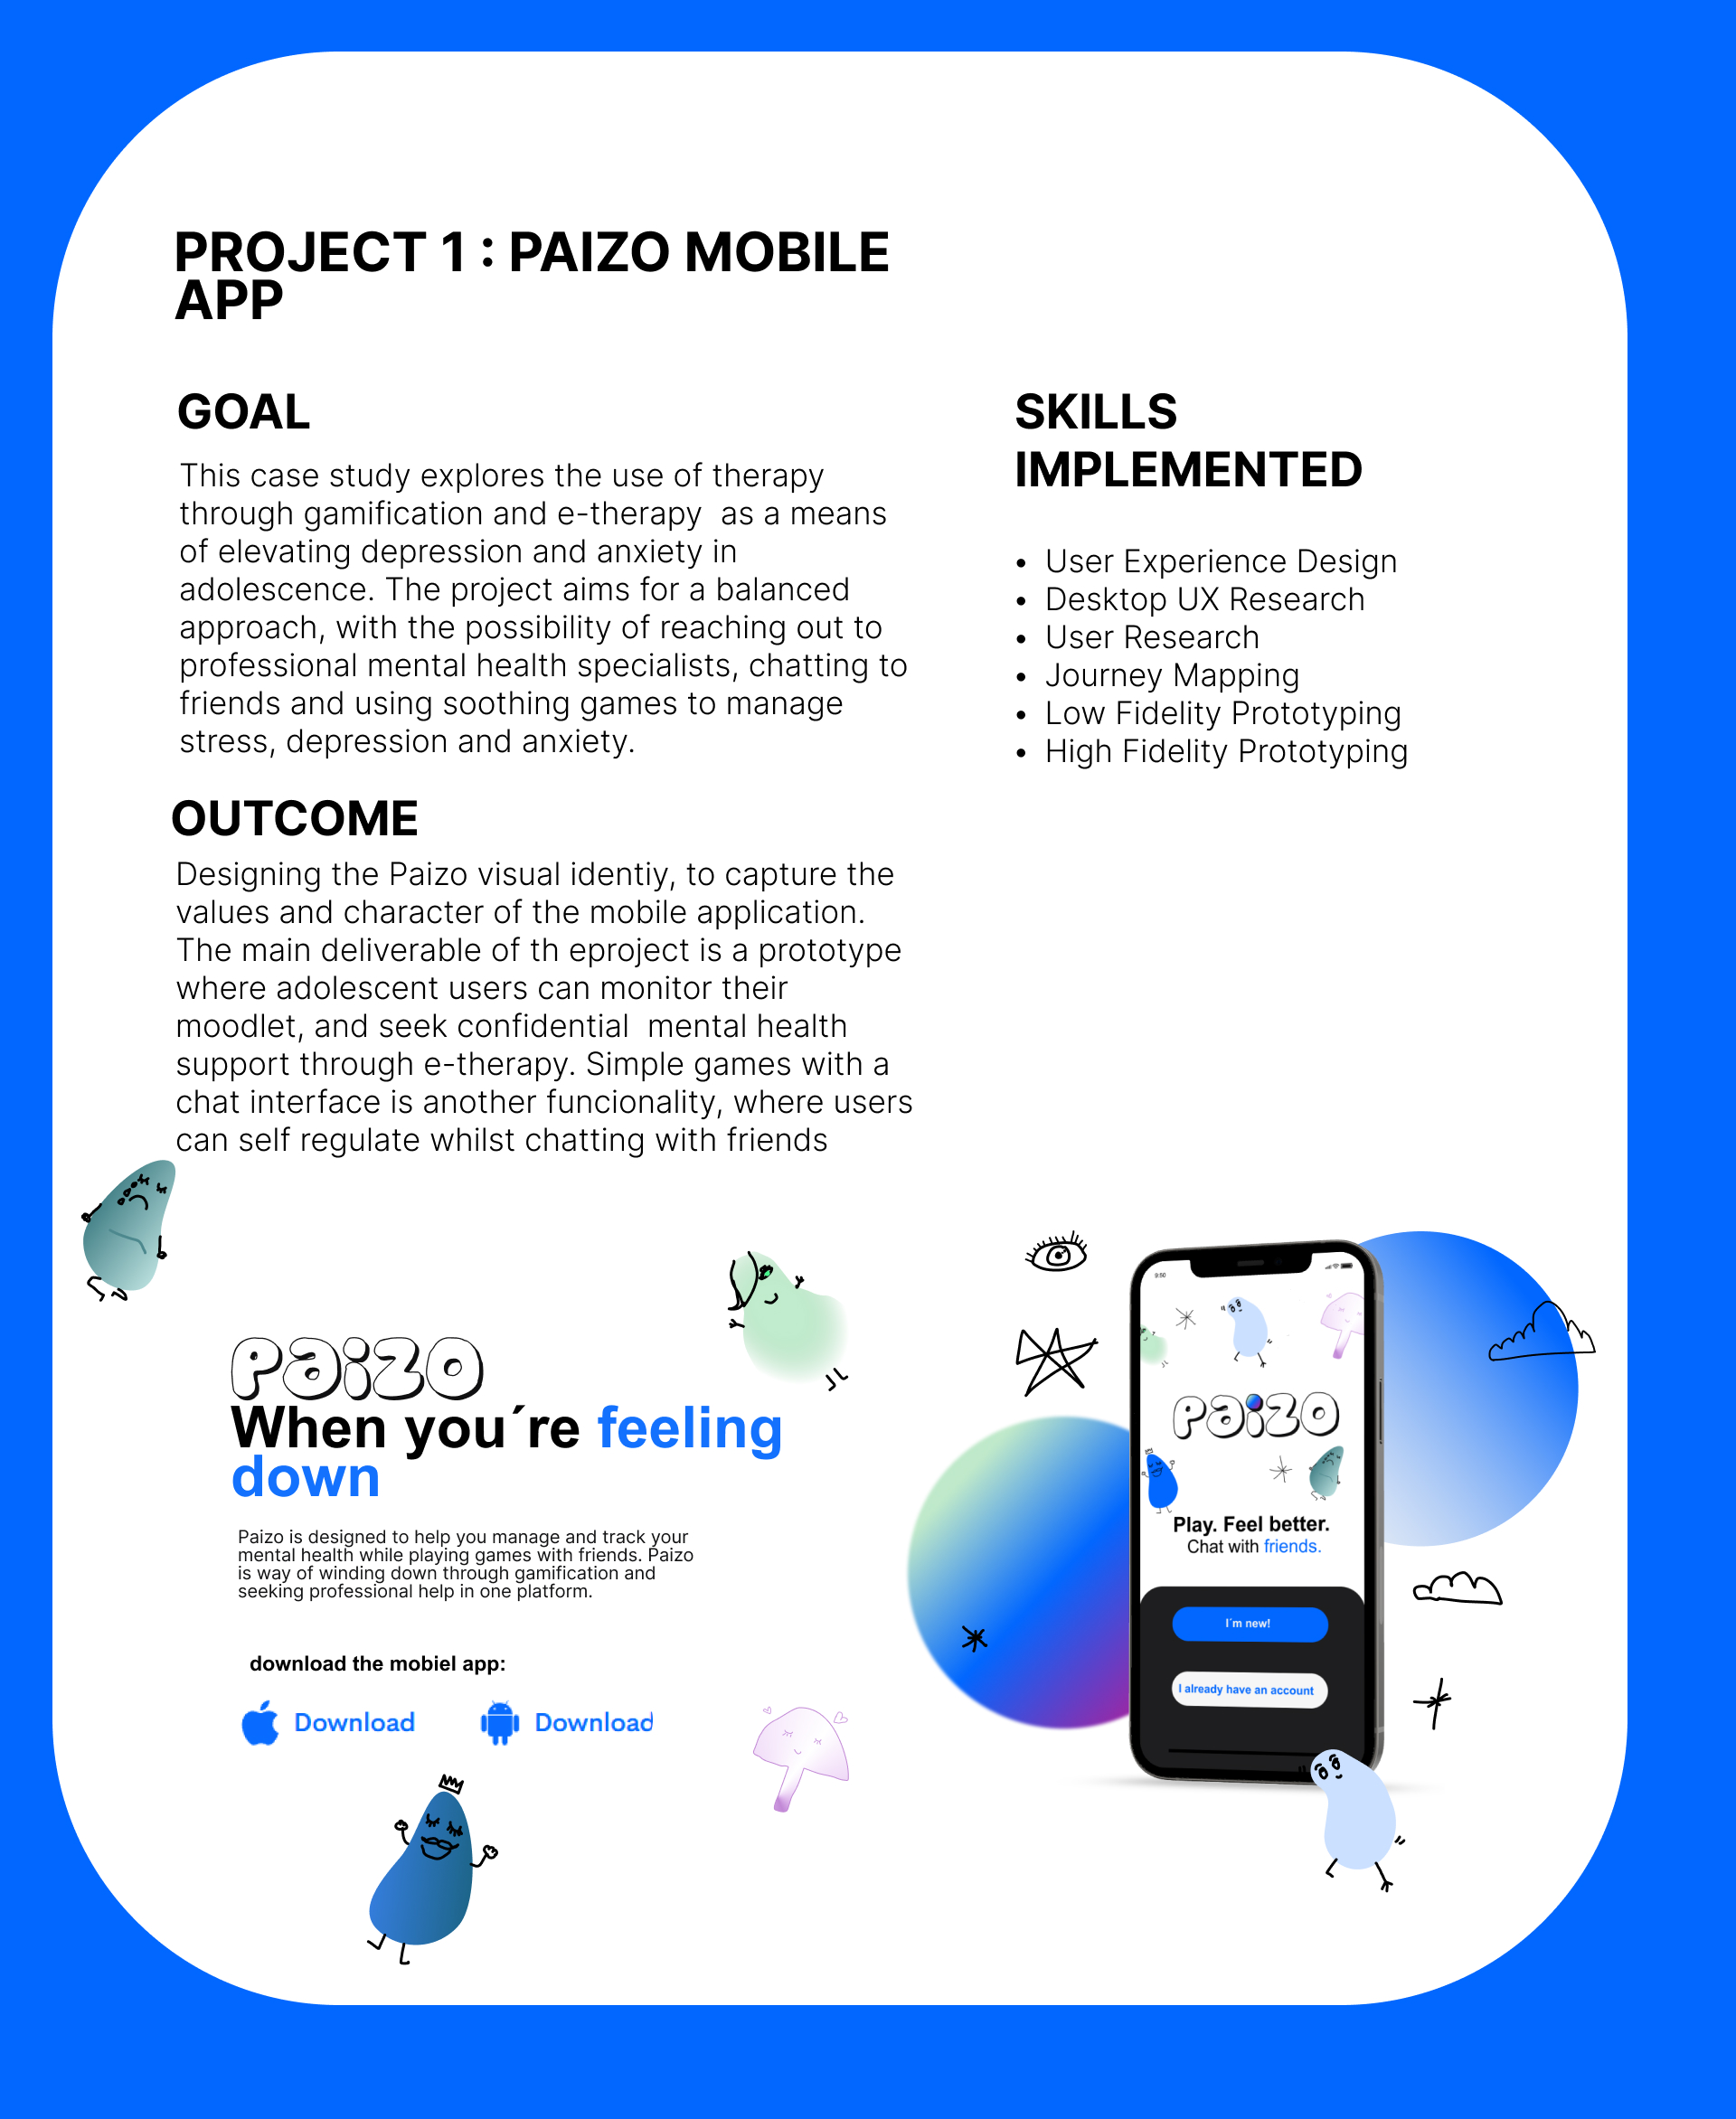 PROJECT 1 : PAIZO MOBILE
APP
GOAL
This case study explores the use of therapy
through gamification and e-therapy  as a means
of elevating depression and anxiety in
adolescence. The project aims for a balanced
approach, with the possibility of reaching out to
professional mental health specialists, chatting to
friends and using soothing games to manage
stress, depression and anxiety.
SKILLS
IMPLEMENTED
• User Experience Design
• Desktop UX Research
• User Research
• Journey Mapping
• Low Fidelity Prototyping
• High Fidelity Prototyping
OUTCOME
Designing the Paizo visual identiy, to capture the
values and character of the mobile application.
The main deliverable of th eproject is a prototype
where adolescent users can monitor their
moodlet, and seek confidential  mental health
support through e-therapy. Simple games with a
chat interface is another funcionality, where users
can self regulate whilst chatting with friends
paizo
When you´re feeling
down
Paizo is designed to help you manage and track your
mental health while playing games with friends. Paizo
is way of winding down through gamification and
seeking professional help in one platform.
download the mobiel app:
Download
Download
9:50
paizo
Play. Feel better.
Chat with friends.
I´m new!
I already have an account